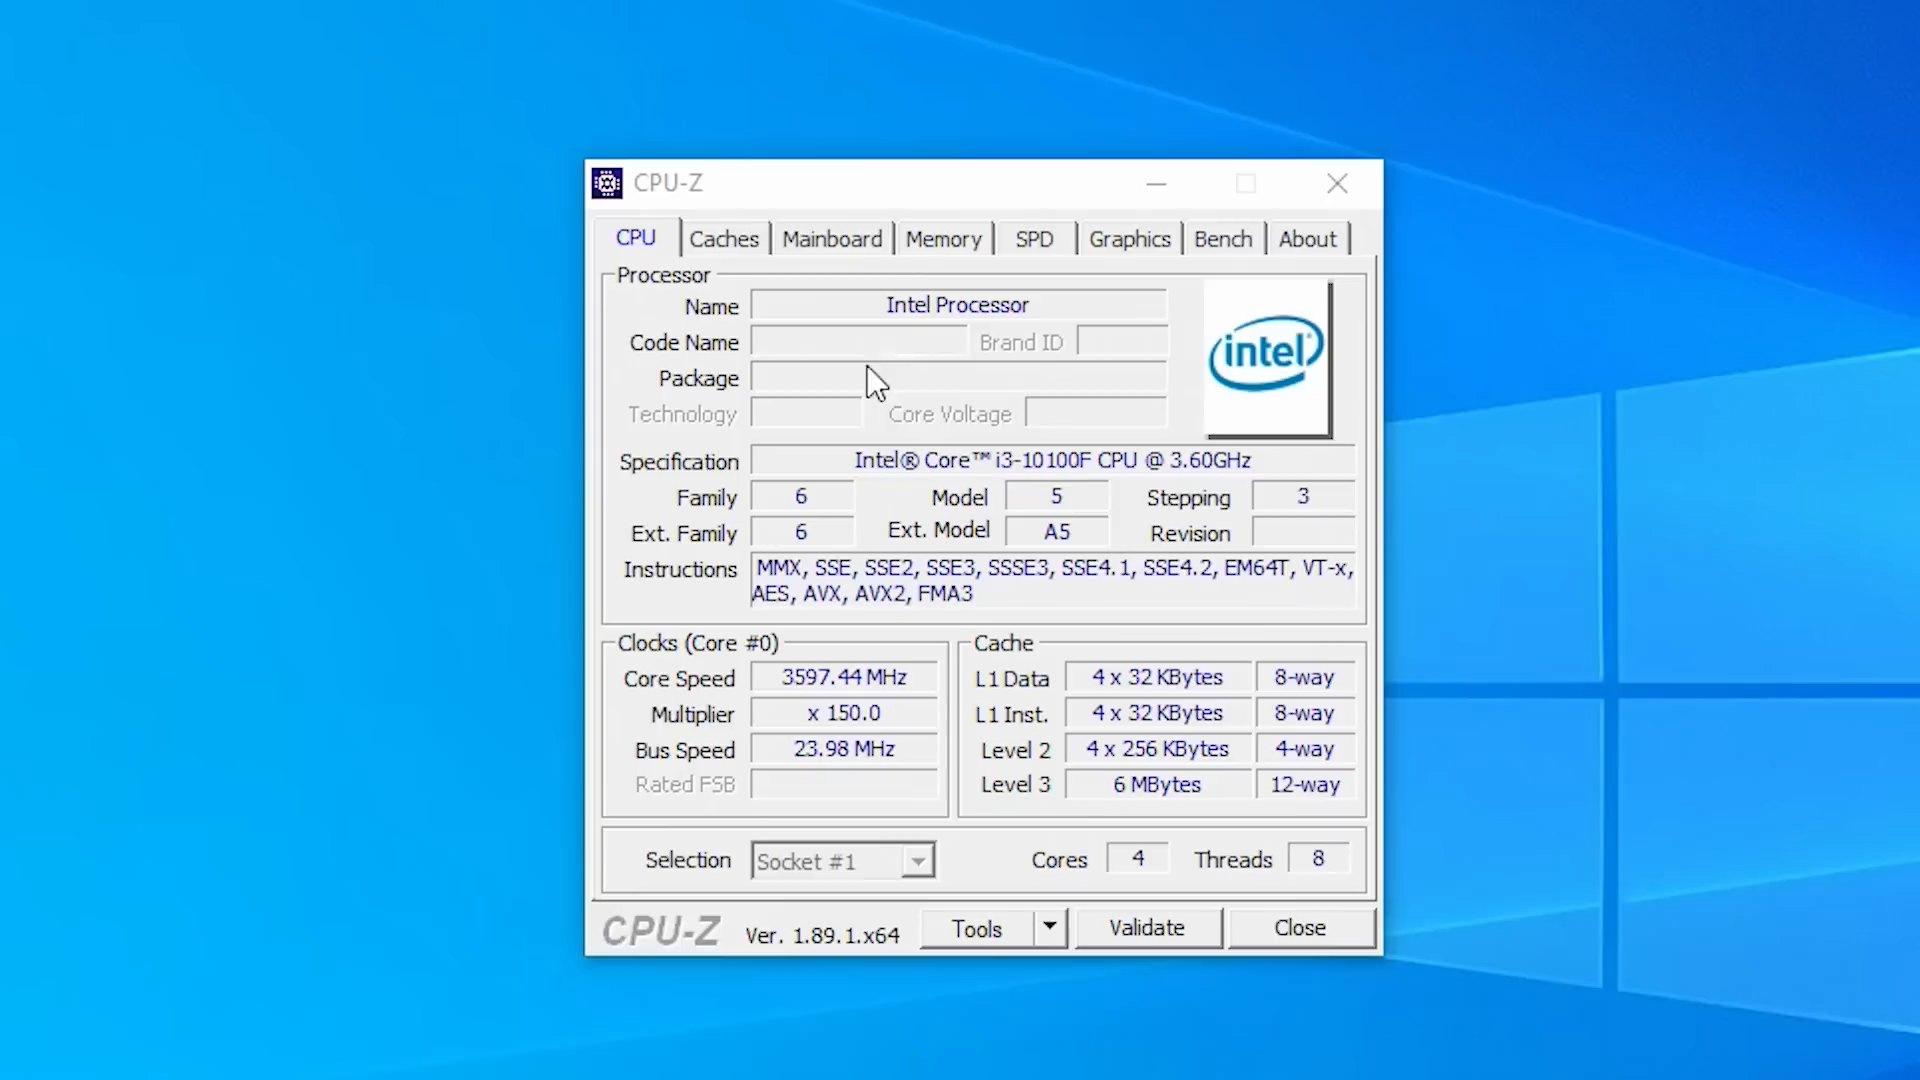 CPU-Z
CPU Caches Mainboard Memory SPD Graphics Bench About
Processor
Name Intel Processor
Code Name Brand ID
Package
Technology Core Voltage
intel®
Specification Intel® Core™ i3-10100F CPU @ 3.60GHz
Family 6 Model 5 Stepping 3
Ext. Family 6 Ext. Model A5 Revision
Instructions MMX, SSE, SSE2, SSE3, SSSE3, SSE4.1, SSE4.2, EM64T, VT-x,
AES, AVX, AVX2, FMA3
Clocks (Core #0)
Core Speed 3597.44 MHz
Multiplier x 150.0
Bus Speed 23.98 MHz
Rated FSB
Cache
L1 Data 4 x 32 KBytes 8-way
L1 Inst. 4 x 32 KBytes 8-way
Level 2 4 x 256 KBytes 4-way
Level 3 6 MBytes 12-way
Selection Socket #1 Cores 4 Threads 8
CPU-Z Ver. 1.89.1.x64 Tools Validate Close